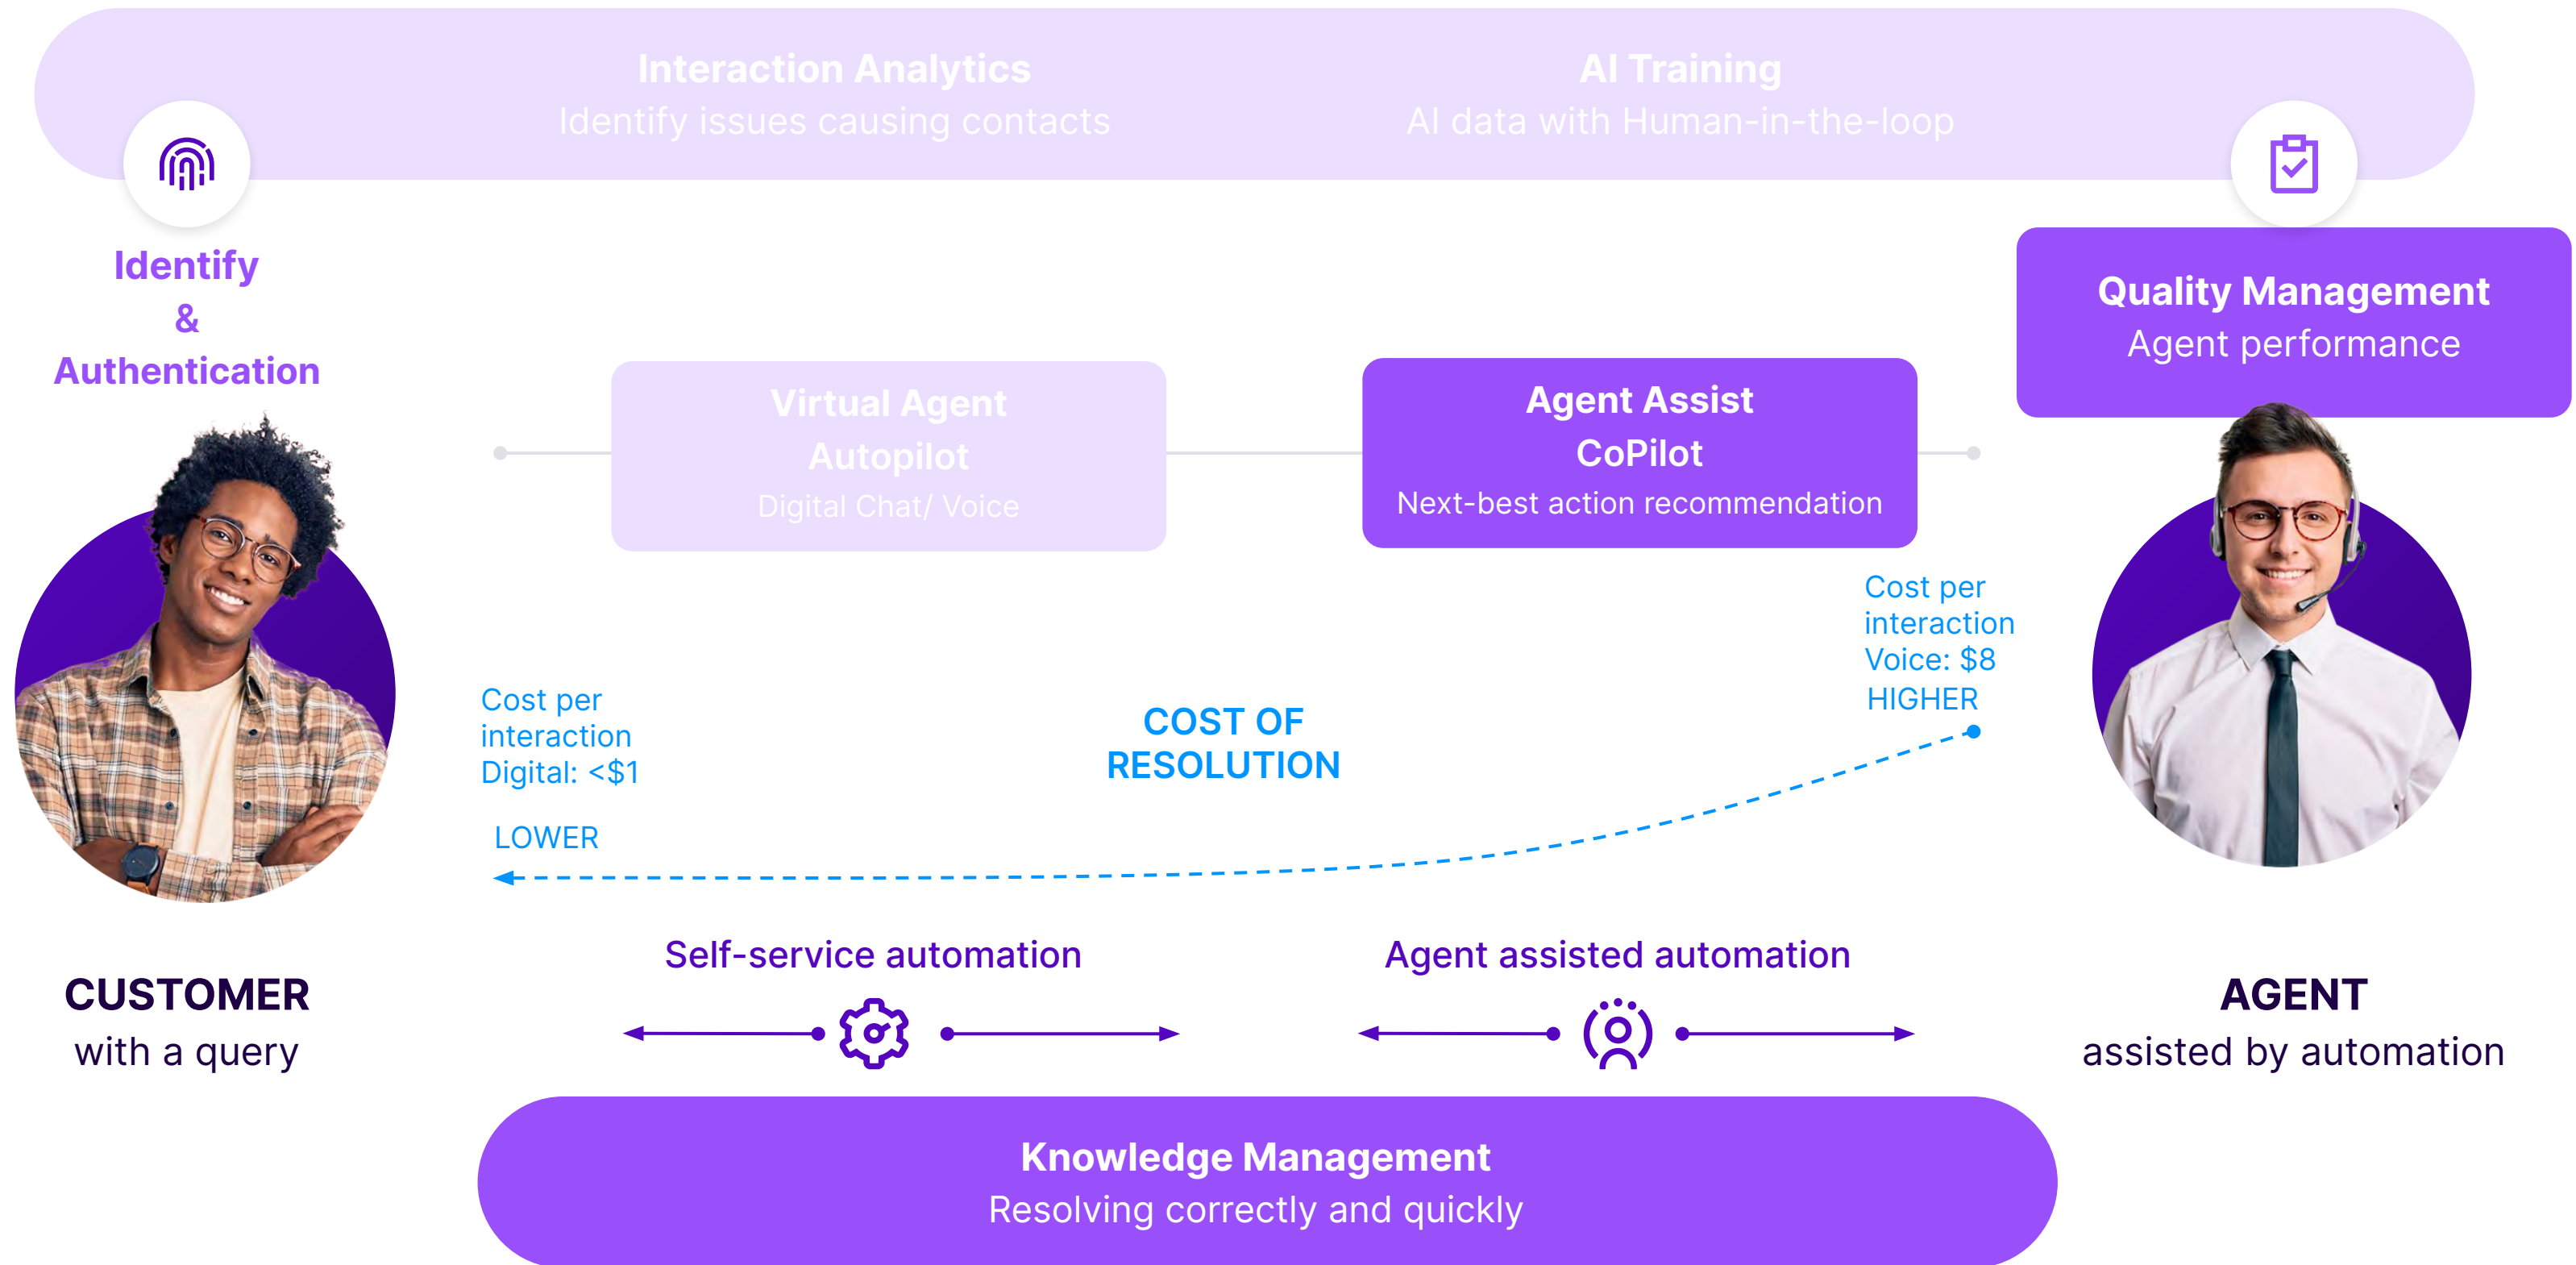 Interaction Analytics
Identify issues causing contacts
AI Training
AI data with Human-in-the-loop
Identify
&
Authentication
Quality Management
Agent performance
Virtual Agent
Autopilot
Digital Chat/ Voice
Agent Assist
CoPilot
Next-best action recommendation
Cost per
interaction
Voice: $8
HIGHER
Cost per
interaction
Digital: <$1
LOWER
COST OF
RESOLUTION
Self-service automation
Agent assisted automation
CUSTOMER
with a query
AGENT
assisted by automation
Knowledge Management
Resolving correctly and quickly